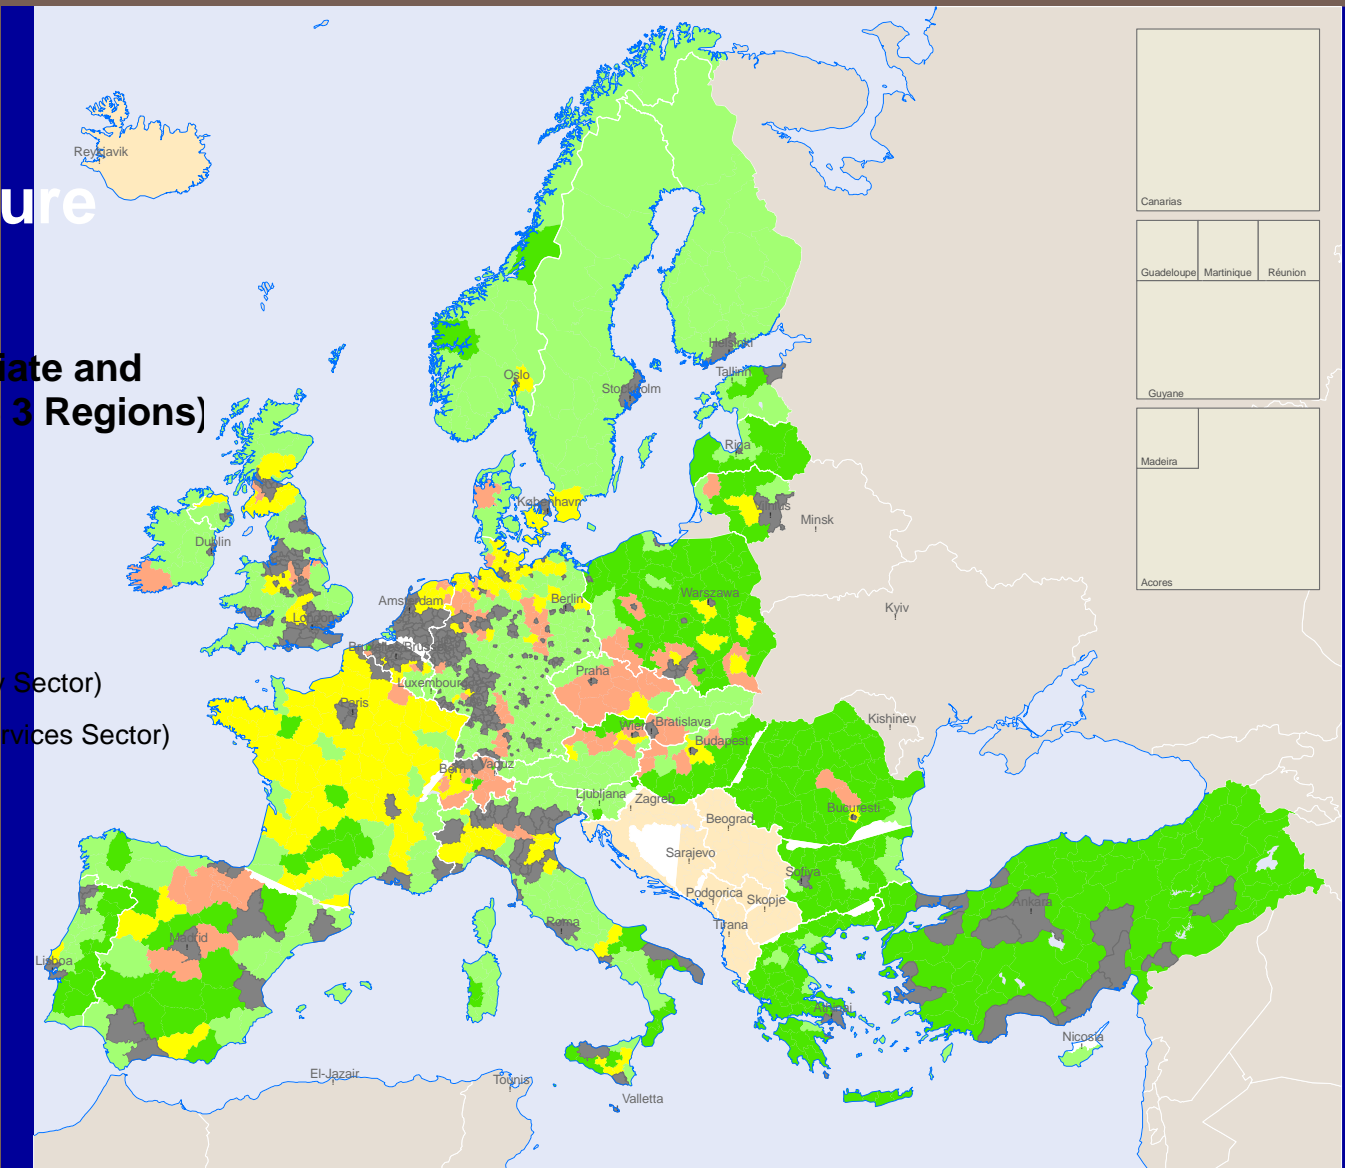 ure
iate and
3 Regions)
y Sector)
rvices Sector)
Canarias
Guadeloupe
Martinique
Réunion
Guyane
Madeira
Acores
Reykjavik
Helsinki
Tallinn
Oslo
Stockholm
Riga
København
Vilnius
Minsk
Dublin
Amsterdam
Berlin
Warszawa
Kyiv
London
Luxembourg
Praha
Paris
Wien
Bratislava
Kishinev
Budapest
Bern
Vaduz
Ljubljana
Zagreb
Beograd
Bucuresti
Sarajevo
Sofiya
Podgorica
Skopje
Roma
Tirana
Ankara
Madrid
Lisboa
Athinai
Nicosia
El-Jazair
Tounis
Valletta